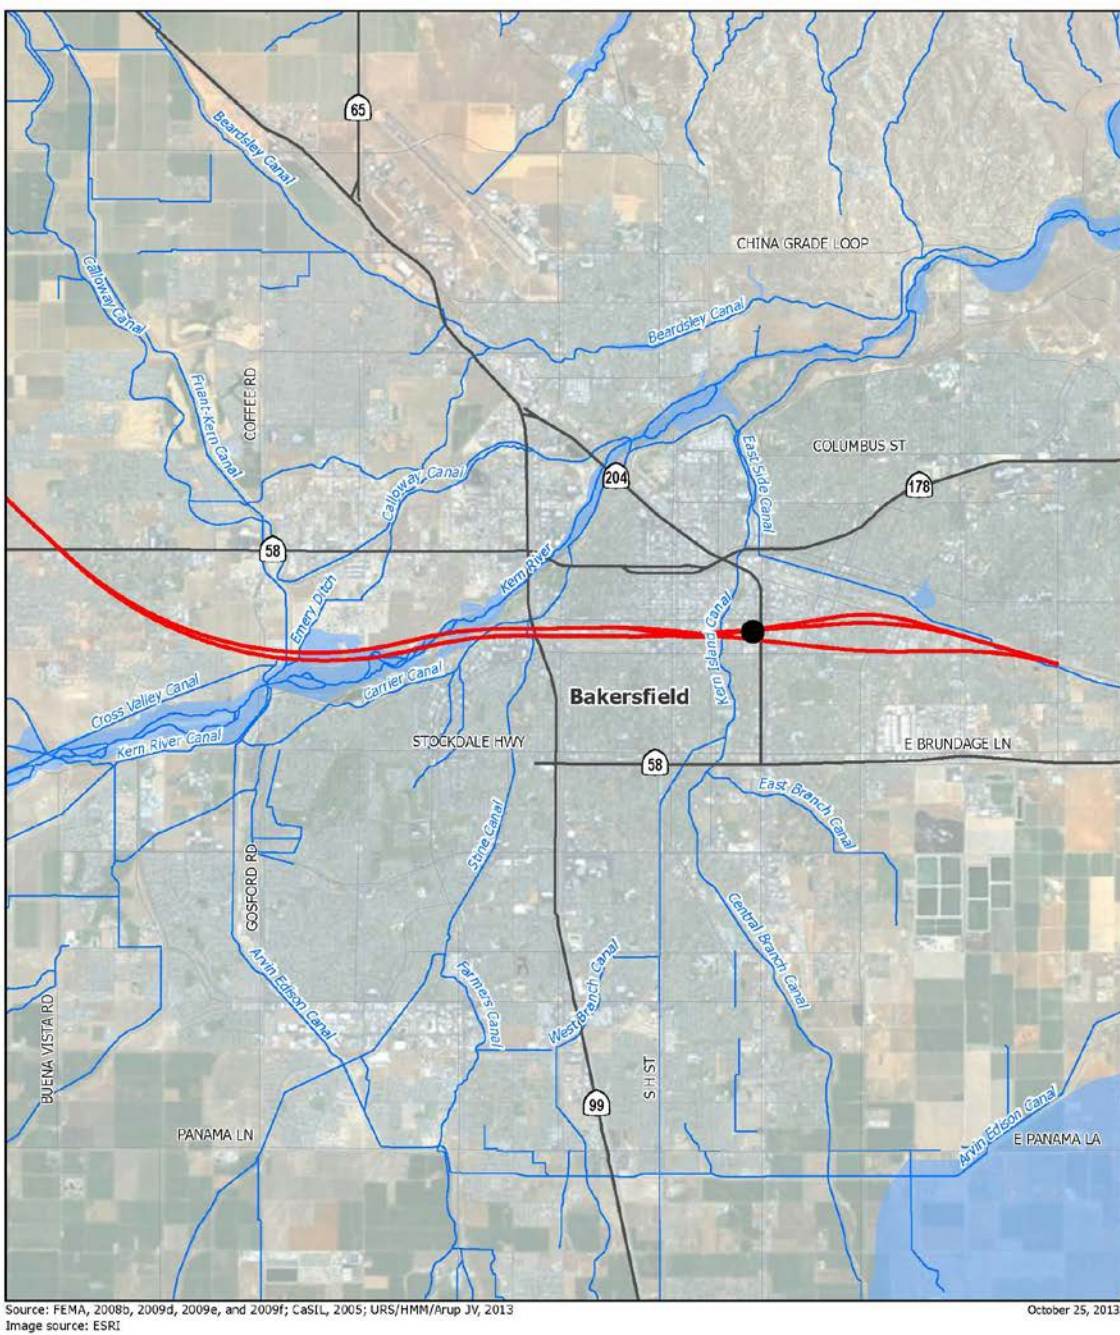 65
Beardsley Canal
CHINA GRADE LOOP
Calloway Canal
Beardsley Canal
Friant-Kern Canal
COFFEE RD
COLUMBUS ST
East Side Canal
Calloway Canal
204
178
58
Kern River
Emery Ditch
Kern Island Canal
Cross Valley Canal
Carrier Canal
Bakersfield
Kern River Canal
STOCKDALE HWY
E BRUNDAGE LN
58
East Branch Canal
Stine Canal
GOSFORD RD
Central Branch Canal
Arvin Edison Canal
Farmers Canal
West Branch Canal
BUENA VISTA RD
S H ST
99
PANAMA LN
Arvin Edison Canal
E PANAMA LA
Source: FEMA, 2008b, 2009d, 2009e, and 2009f; CaSIL, 2005; URS/HMM/Arup JV, 2013
October 25, 2013
Image source: ESRI